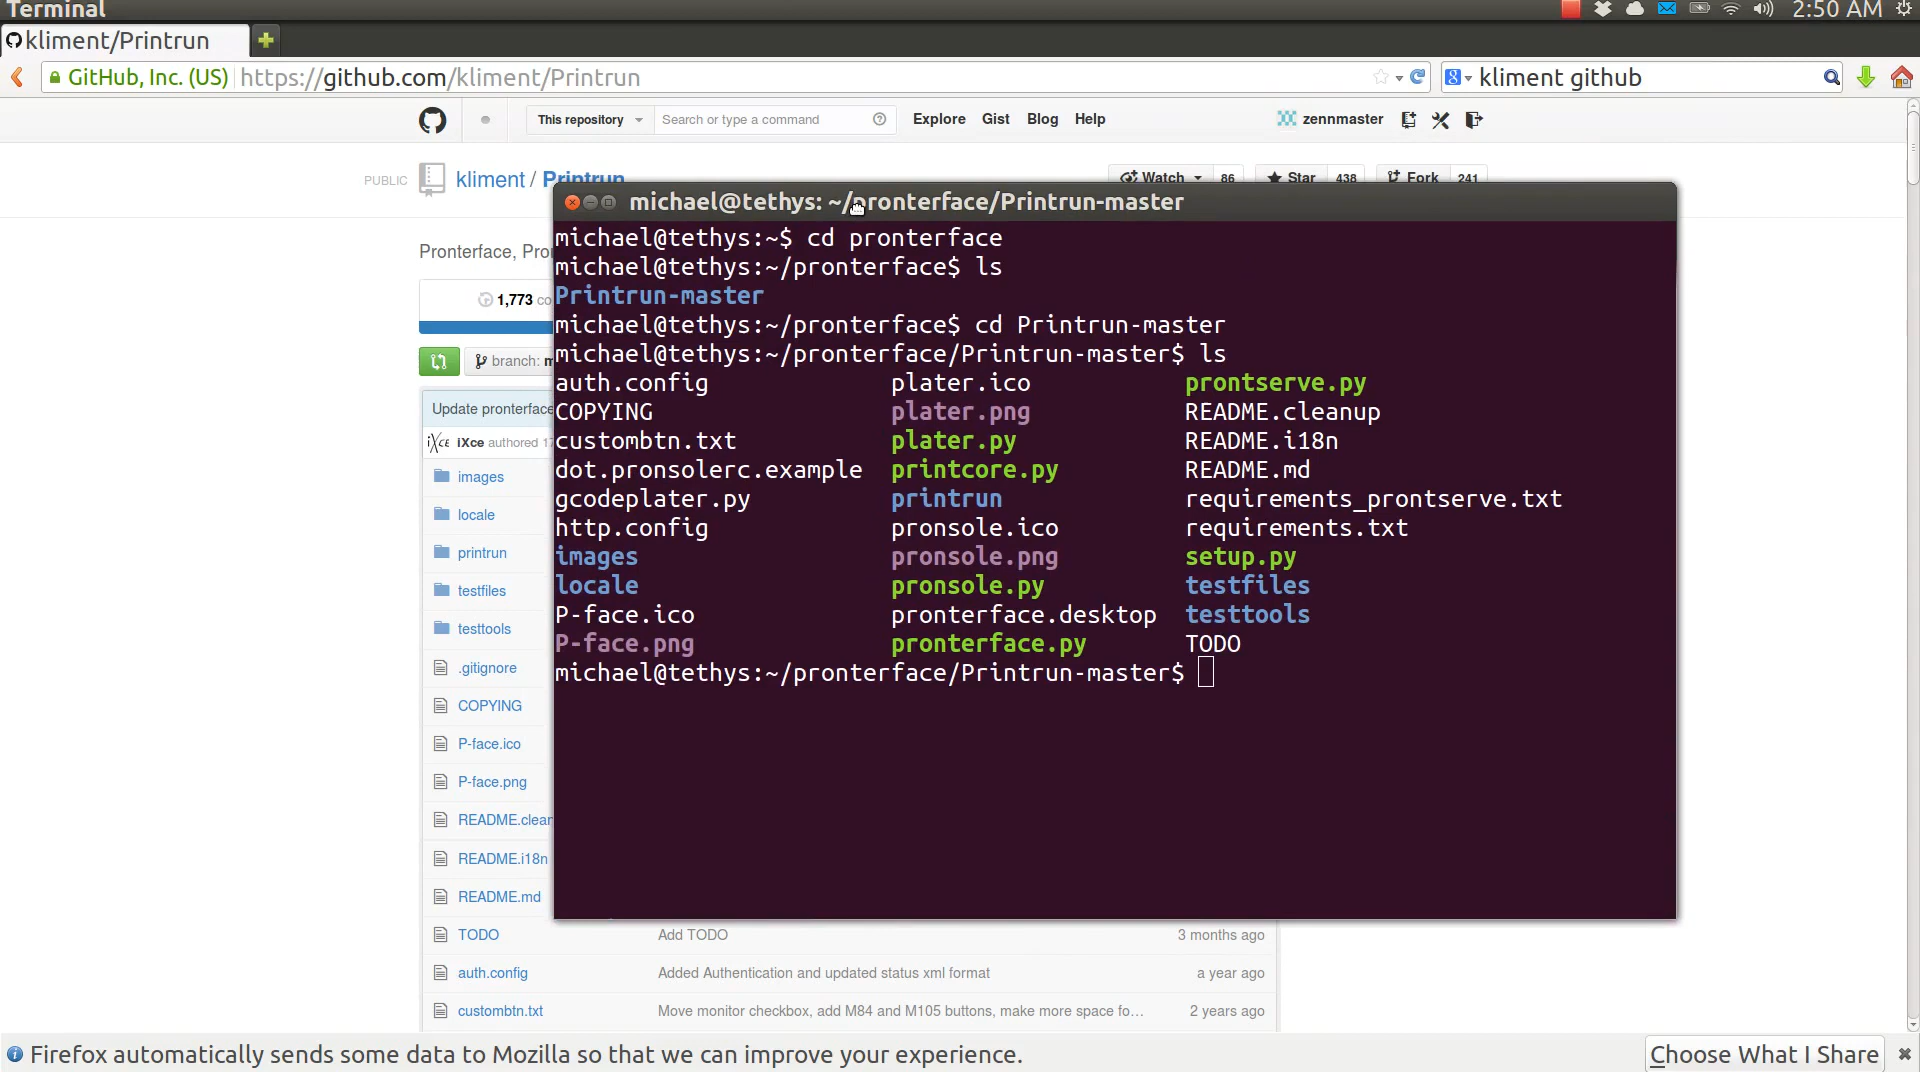 Terminal
2:50 AM
kliment/Printrun
GitHub, Inc. (US) https://github.com/kliment/Printrun
kliment github
This repository
Search or type a command
Explore Gist Blog Help
zennmaster
PUBLIC
kliment / Printrun
Watch 86
Star 438
Fork 241
Pronterface, Pro
1,773 co
branch: m
Update pronterface
iXce authored 17
images
locale
printrun
testfiles
testtools
.gitignore
COPYING
P-face.ico
P-face.png
README.clean
README.i18n
README.md
TODO Add TODO 3 months ago
auth.config Added Authentication and updated status xml format a year ago
custombtn.txt Move monitor checkbox, add M84 and M105 buttons, make more space fo… 2 years ago
michael@tethys: ~/pronterface/Printrun-master
michael@tethys:~$ cd pronterface
michael@tethys:~/pronterface$ ls
Printrun-master
michael@tethys:~/pronterface$ cd Printrun-master
michael@tethys:~/pronterface/Printrun-master$ ls
auth.config plater.ico prontserve.py
COPYING plater.png README.cleanup
custombtn.txt plater.py README.i18n
dot.pronsolerc.example printcore.py README.md
gcodeplater.py printrun requirements_prontserve.txt
http.config pronsole.ico requirements.txt
images pronsole.png setup.py
locale pronsole.py testfiles
P-face.ico pronterface.desktop testtools
P-face.png pronterface.py TODO
michael@tethys:~/pronterface/Printrun-master$
Firefox automatically sends some data to Mozilla so that we can improve your experience.
Choose What I Share